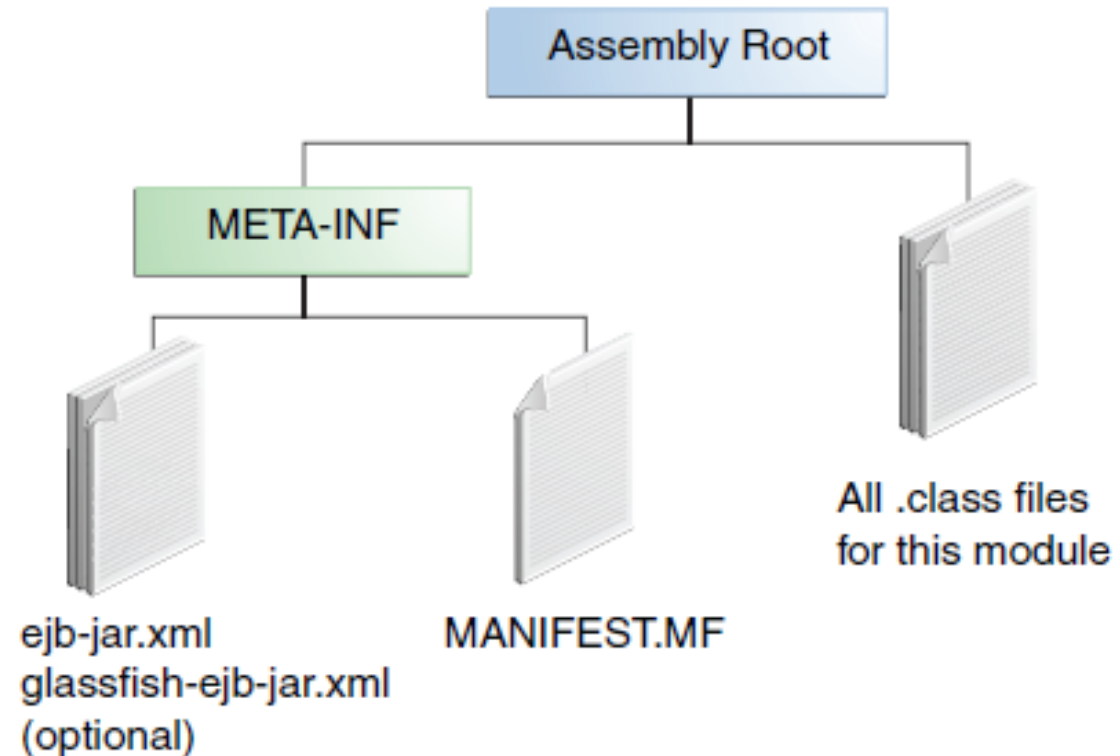 Assembly Root
META-INF
All .class files
for this module
ejb-jar.xml
glassfish-ejb-jar.xml
(optional)
MANIFEST.MF